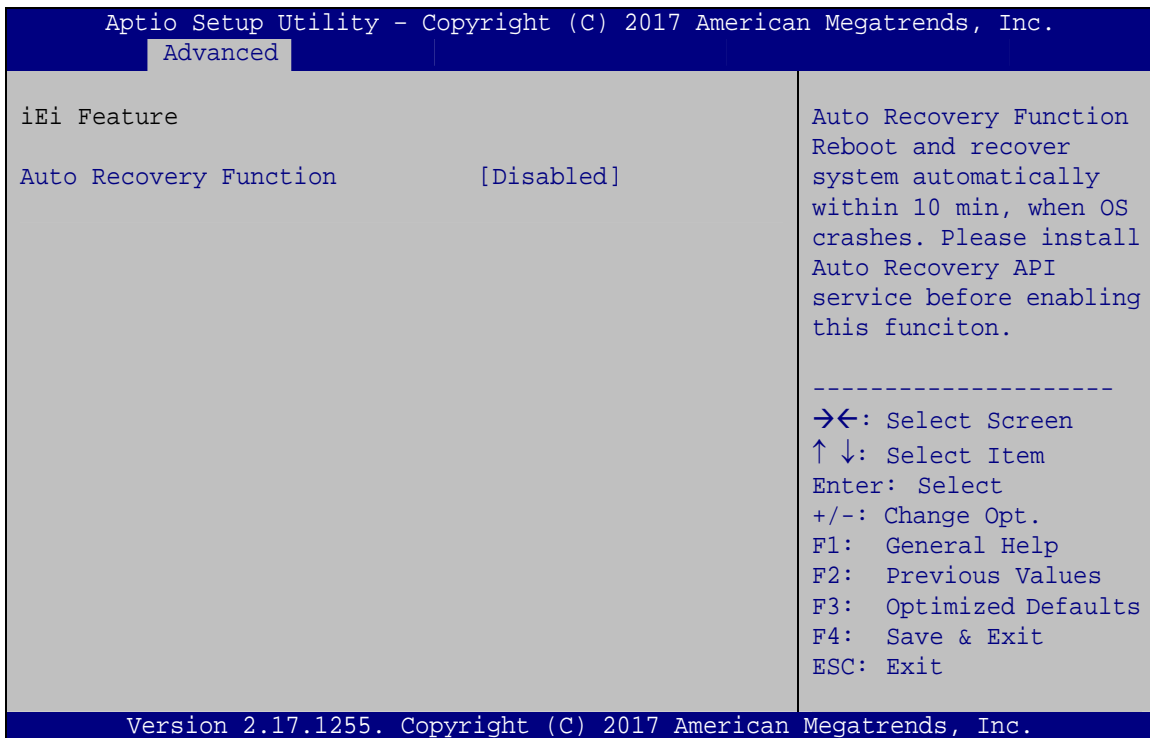 Aptio Setup Utility – Copyright (C) 2017 American Megatrends, Inc.
Advanced
iEi Feature
Auto Recovery Function [Disabled]
Auto Recovery Function
Reboot and recover
system automatically
within 10 min, when OS
crashes. Please install
Auto Recovery API
service before enabling
this funciton.
---------------------
→←: Select Screen
↑ ↓: Select Item
Enter: Select
+/-: Change Opt.
F1: General Help
F2: Previous Values
F3: Optimized Defaults
F4: Save & Exit
ESC: Exit
Version 2.17.1255. Copyright (C) 2017 American Megatrends, Inc.